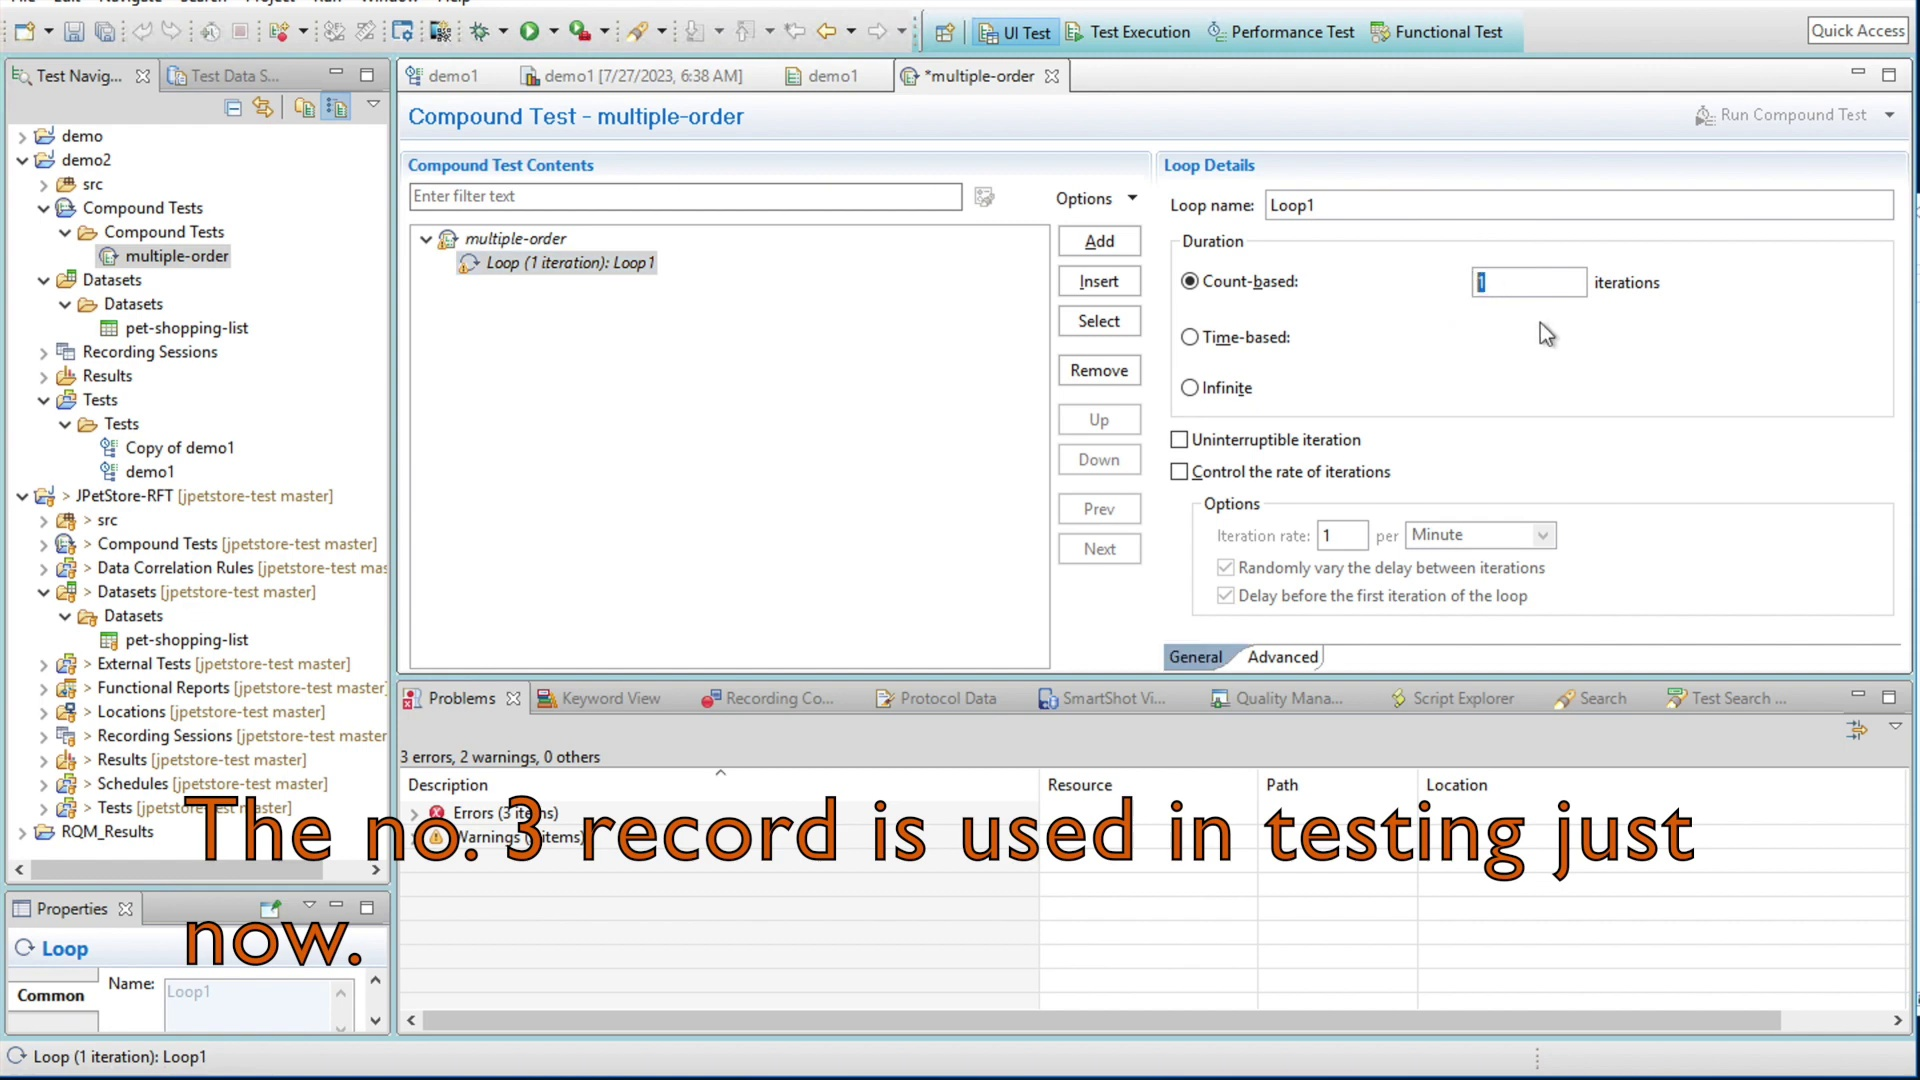 Quick Access
UI Test
Test Execution
Performance Test
Functional Test
Test Navig...
Test Data S...
demo1
demo1 [7/27/2023, 6:38 AM]
demo1
*multiple-order
Compound Test - multiple-order
Run Compound Test
demo
demo2
src
Compound Tests
Compound Tests
multiple-order
Datasets
Datasets
pet-shopping-list
Recording Sessions
Results
Tests
Tests
Copy of demo1
demo1
> JPetStore-RFT [jpetstore-test master]
> src
> Compound Tests [jpetstore-test master]
> Data Correlation Rules [jpetstore-test mas
> Datasets [jpetstore-test master]
Datasets
pet-shopping-list
> External Tests [jpetstore-test master]
> Functional Reports [jpetstore-test master]
> Locations [jpetstore-test master]
> Recording Sessions [jpetstore-test master
> Results [jpetstore-test master]
> Schedules [jpetstore-test master]
> Tests [jpetstore-test master]
RQM_Results
Compound Test Contents
Enter filter text
Options
multiple-order
Loop (1 iteration): Loop1
Add
Insert
Select
Remove
Up
Down
Prev
Next
Loop Details
Loop name: Loop1
Duration
Count-based: 1 iterations
Time-based:
Infinite
Uninterruptible iteration
Control the rate of iterations
Options
Iteration rate: 1 per Minute
Randomly vary the delay between iterations
Delay before the first iteration of the loop
General Advanced
Problems
Keyword View
Recording Co...
Protocol Data
SmartShot Vi...
Quality Mana...
Script Explorer
Search
Test Search ...
3 errors, 2 warnings, 0 others
Description Resource Path Location
Errors (3 items)
Warnings items)
The no. 3 record is used in testing just
now.
Properties
Loop
Common
Name: Loop1
Loop (1 iteration): Loop1